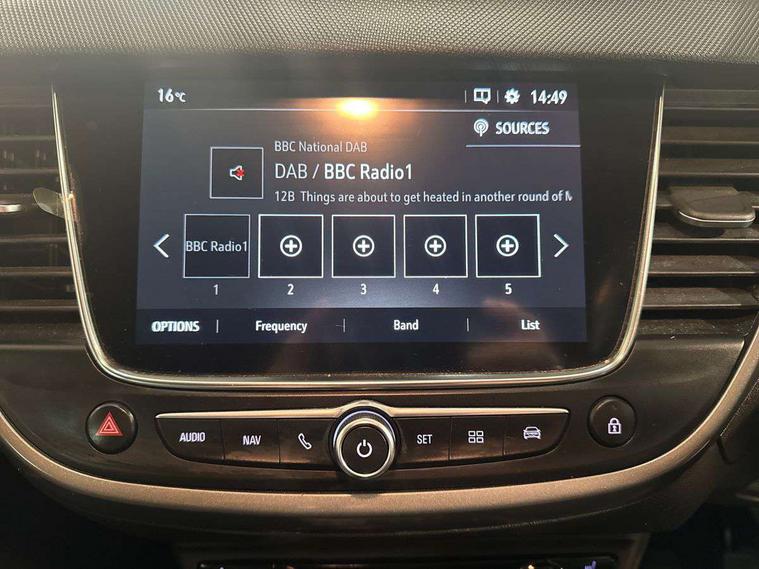 16°C 14:49
SOURCES
BBC National DAB
DAB / BBC Radio1
12B Things are about to get heated in another round of
BBC Radio1
1 2 3 4 5
OPTIONS Frequency Band List
AUDIO NAV SET